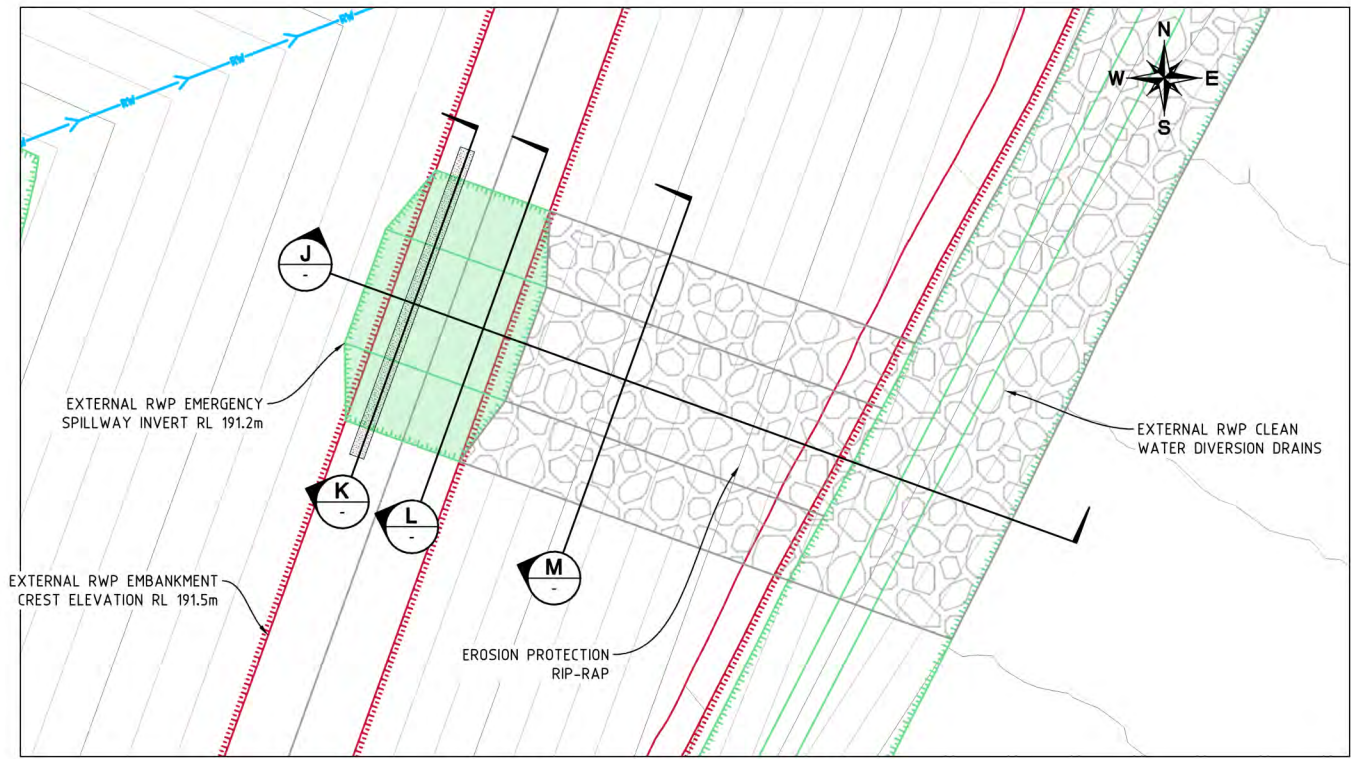 RW
RW
RW
N
W E
S
J
-
EXTERNAL RWP EMERGENCY
SPILLWAY INVERT RL 191.2m
EXTERNAL RWP CLEAN
WATER DIVERSION DRAINS
K
-
L
-
M
-
EXTERNAL RWP EMBANKMENT
CREST ELEVATION RL 191.5m
EROSION PROTECTION
RIP-RAP